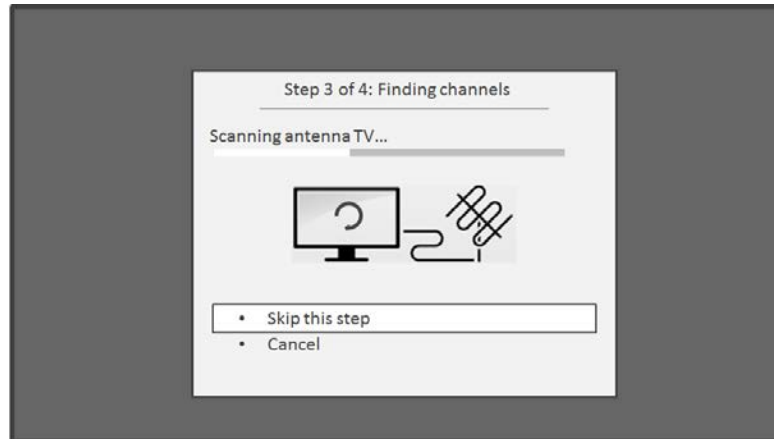 Step 3 of 4: Finding channels
Scanning antenna TV...
• Skip this step
• Cancel